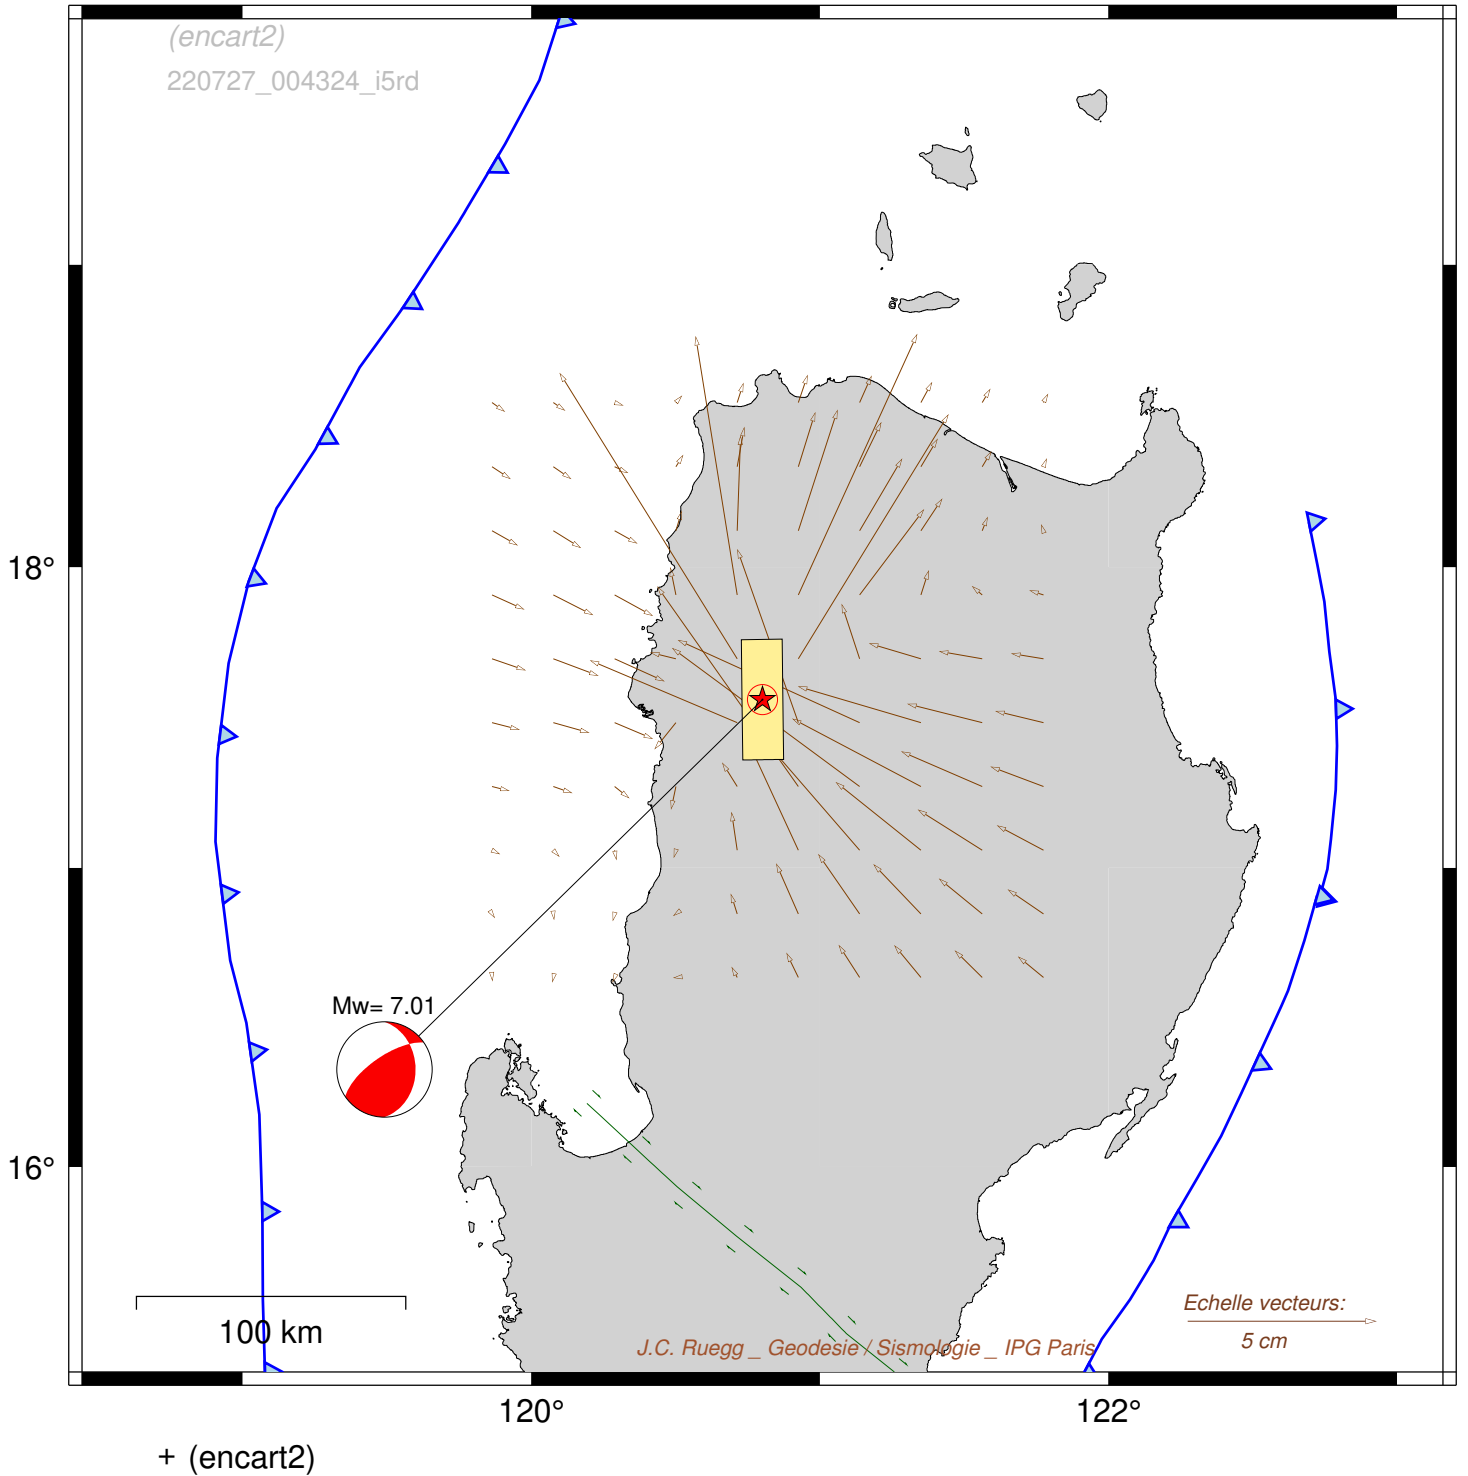 (encart2)
220727_004324_i5rd
18°
Mw= 7.01
16°
100 km
Echelle vecteurs:
5 cm
J.C. Ruegg _ Geodesie / Sismologie _ IPG Paris
120°
122°
+ (encart2)